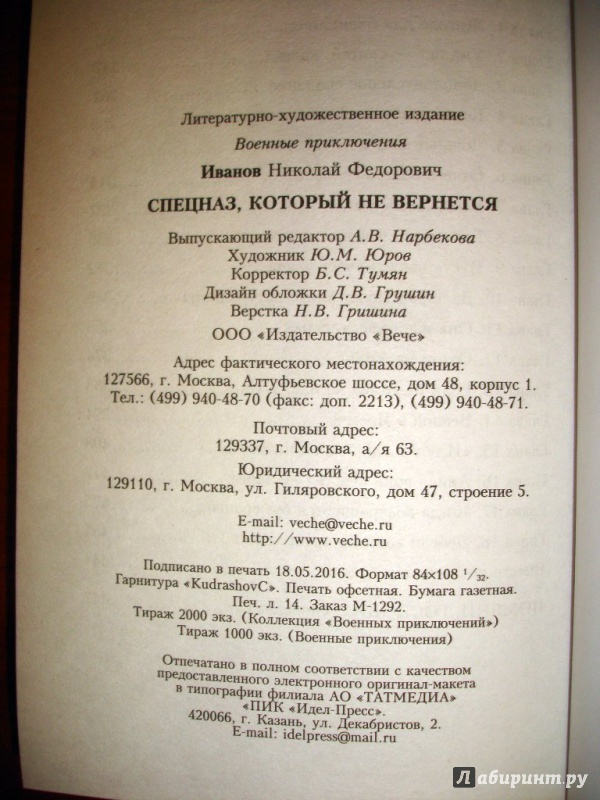 Литературно-художественное издание
Военные приключения
Иванов Николай Федорович
СПЕЦНАЗ, КОТОРЫЙ НЕ ВЕРНЕТСЯ
Выпускающий редактор А.В. Нарбекова
Художник Ю.М. Юров
Корректор Б.С. Тумян
Дизайн обложки Д.В. Грушин
Верстка Н.В. Гришина
ООО «Издательство «Вече»
Адрес фактического местонахождения:
127566, г. Москва, Алтуфьевское шоссе, дом 48, корпус 1.
Тел.: (499) 940-48-70 (факс: доп. 2213), (499) 940-48-71.
Почтовый адрес:
129337, г. Москва, а/я 63.
Юридический адрес:
129110, г. Москва, ул. Гиляровского, дом 47, строение 5.
E-mail: veche@veche.ru
http://www.veche.ru
Подписано в печать 18.05.2016. Формат 84×108 1/32.
Гарнитура «KudrashovC». Печать офсетная. Бумага газетная.
Печ. л. 14. Заказ М-1292.
Тираж 2000 экз. (Коллекция «Военных приключений»)
Тираж 1000 экз. (Военные приключения)
Отпечатано в полном соответствии с качеством
предоставленного электронного оригинал-макета
в типографии филиала АО «ТАТМЕДИА»
«ПИК «Идел-Пресс».
420066, г. Казань, ул. Декабристов, 2.
E-mail: idelpress@mail.ru
Лабиринт.ру